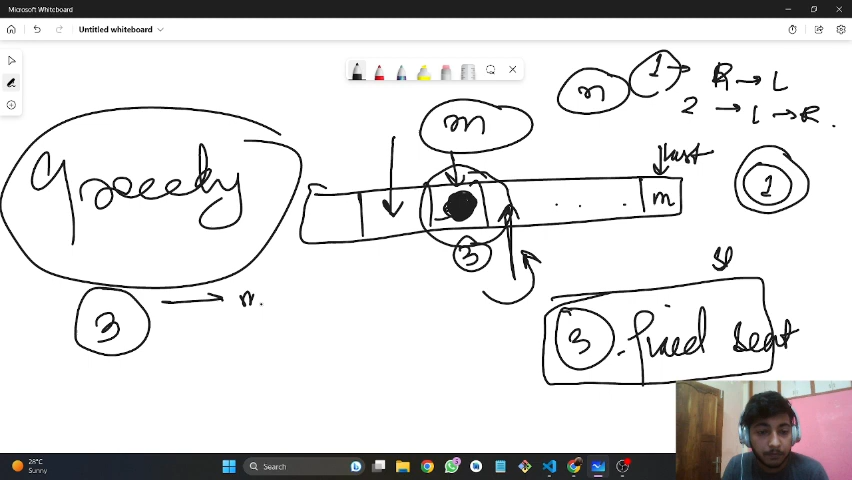 Microsoft Whiteboard
Untitled whiteboard
n 1 → R → L
2 → L → R.
Greedy
m
last
m
1
3
3 → n.
3. fixed seat
28°C
Sunny
Search